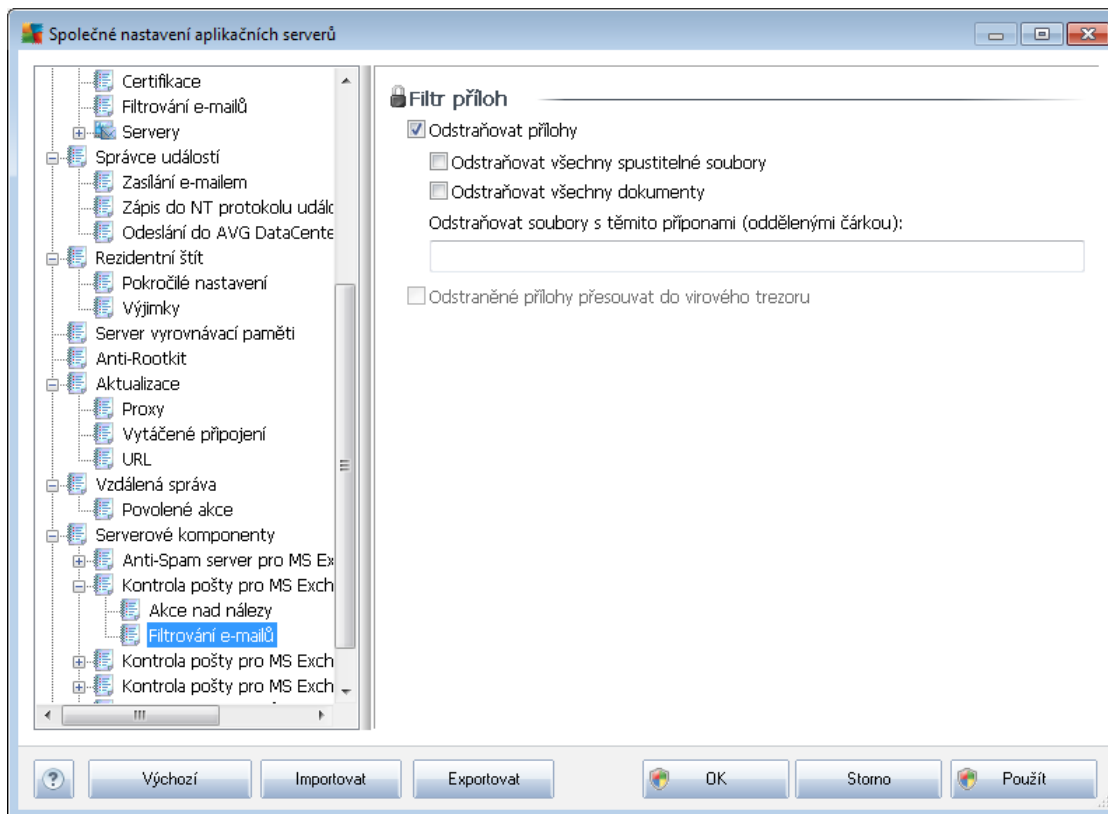 Společné nastavení aplikačních serverů
Certifikace
Filtrování e-mailů
Servery
Správce událostí
Zasílání e-mailem
Zápis do NT protokolu událo
Odeslání do AVG DataCente
Rezidentní štít
Pokročilé nastavení
Výjimky
Server vyrovnávací paměti
Anti-Rootkit
Aktualizace
Proxy
Vytáčené připojení
URL
Vzdálená správa
Povolené akce
Serverové komponenty
Anti-Spam server pro MS Ex
Kontrola pošty pro MS Exch
Akce nad nálezy
Filtrování e-mailů
Kontrola pošty pro MS Exch
Kontrola pošty pro MS Exch
Filtr příloh
Odstraňovat přílohy
Odstraňovat všechny spustitelné soubory
Odstraňovat všechny dokumenty
Odstraňovat soubory s těmito příponami (oddělenými čárkou):
Odstraněné přílohy přesouvat do virového trezoru
?
Výchozí
Importovat
Exportovat
OK
Storno
Použít